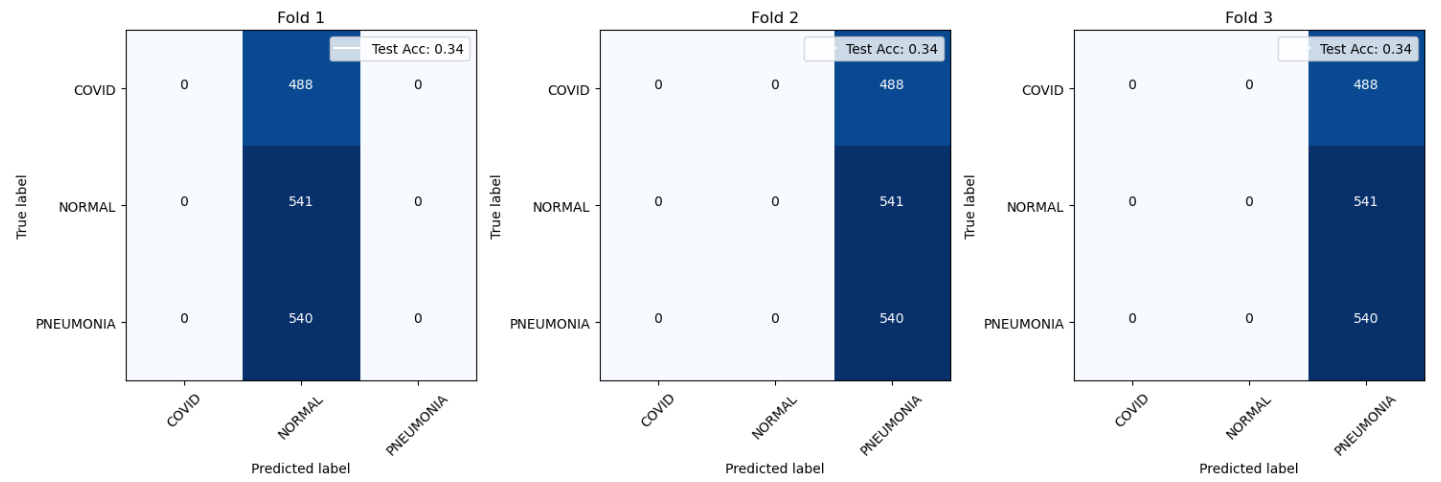 Fold 1
Test Acc: 0.34
COVID 0 488 0
NORMAL 0 541 0
PNEUMONIA 0 540 0
True label
COVID NORMAL PNEUMONIA
Predicted label
Fold 2
Test Acc: 0.34
COVID 0 0 488
NORMAL 0 0 541
PNEUMONIA 0 0 540
True label
COVID NORMAL PNEUMONIA
Predicted label
Fold 3
Test Acc: 0.34
COVID 0 0 488
NORMAL 0 0 541
PNEUMONIA 0 0 540
True label
COVID NORMAL PNEUMONIA
Predicted label